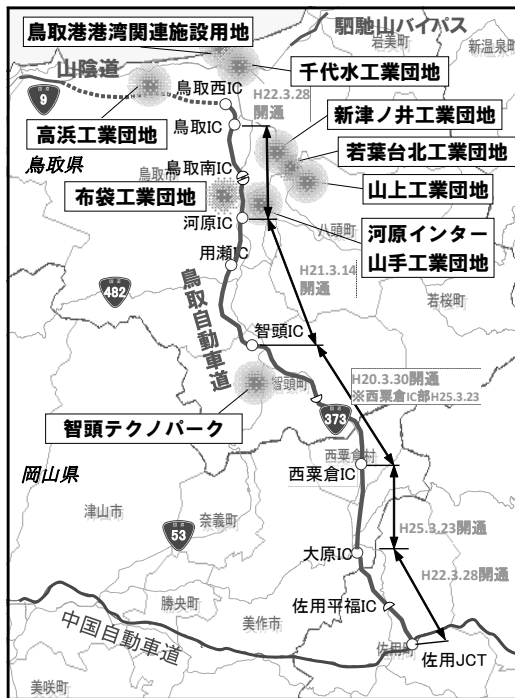 鳥取港港湾関連施設用地
駟馳山バイパス
岩美町
新温泉町
山陰道
千代水工業団地
国道
9
鳥取西IC
H22.3.28
開通
新津ノ井工業団地
高浜工業団地
鳥取IC
若葉台北工業団地
鳥取県
鳥取市
鳥取南IC
山上工業団地
布袋工業団地
河原IC
八頭町
河原インター
山手工業団地
用瀬IC
H21.3.14
開通
国道
482
鳥取自動車道
若桜町
智頭IC
智頭町
H20.3.30開通
※西粟倉IC部H25.3.23
国道
373
智頭テクノパーク
西粟倉村
岡山県
西粟倉IC
津山市
奈義町
国道
53
H25.3.23開通
大原IC
H22.3.28開通
勝央町
佐用平福IC
美作市
中国自動車道
佐用町
佐用JCT
美咲町